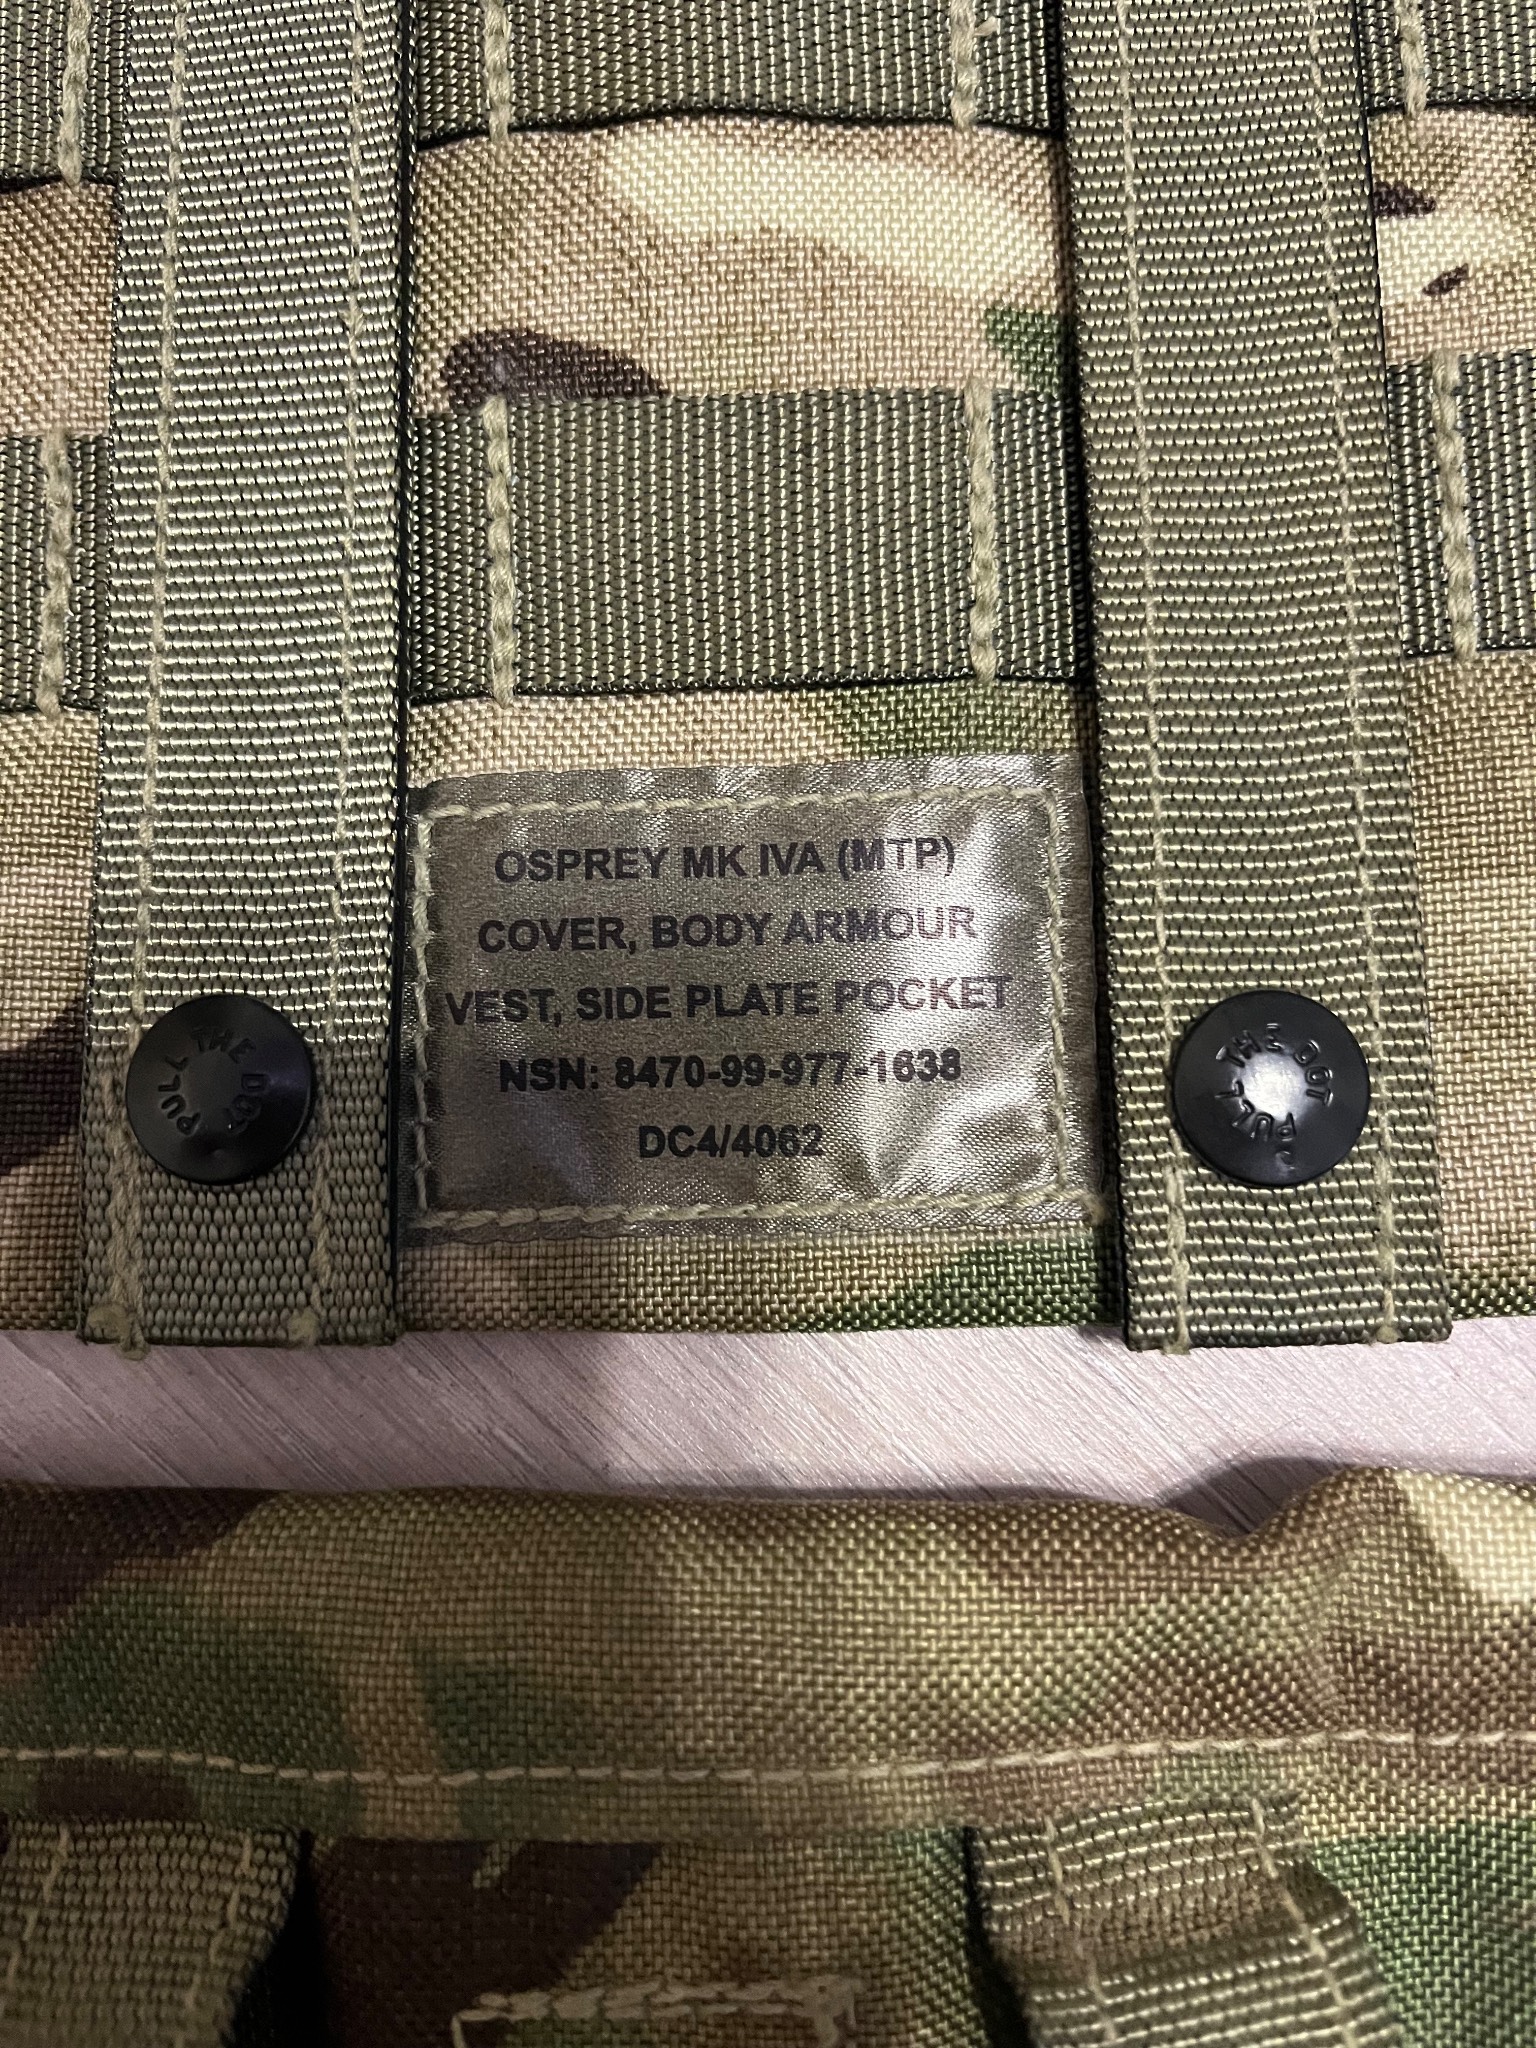 OSPREY MK IVA (MTP)
COVER, BODY ARMOUR
VEST, SIDE PLATE POCKET
NSN: 8470-99-977-1638
DC4/4062
PULL THE DOT
PULL THE DOT